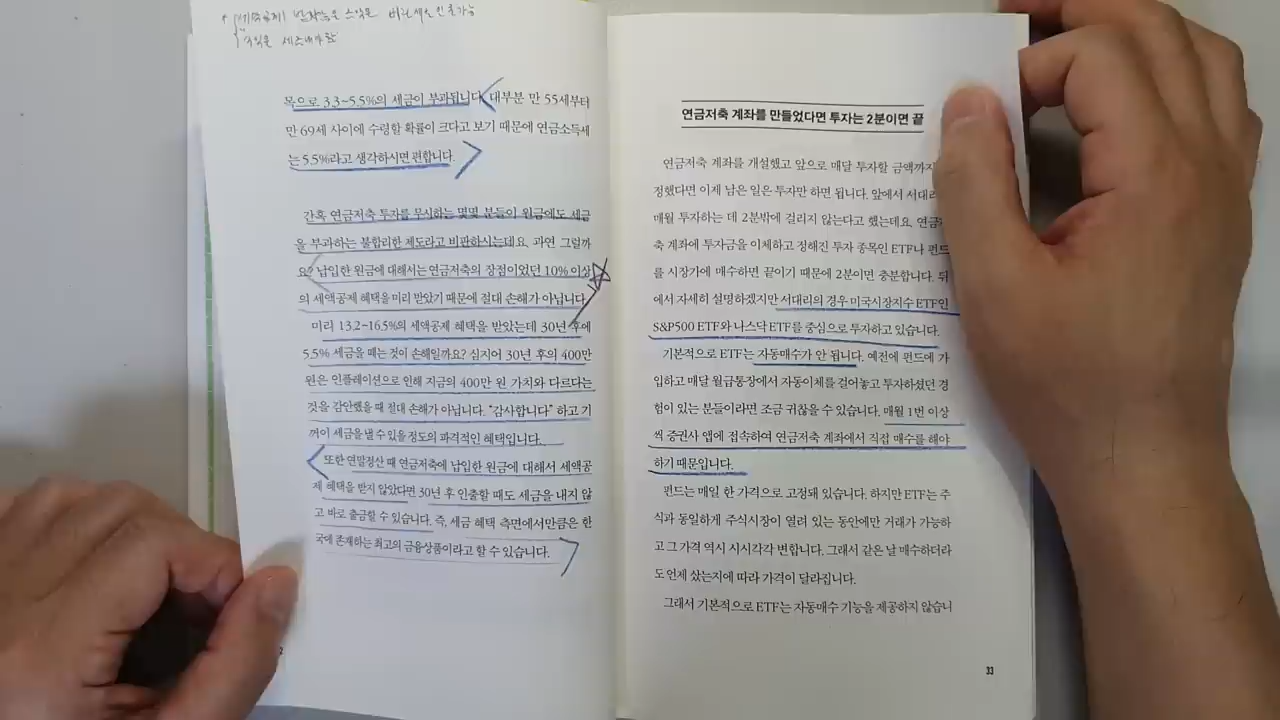 목으로 3.3~5.5%의 세금이 부과됩니다. 대부분 만 55세부터
만 69세 사이에 수령할 확률이 크다고 보기 때문에 연금소득세
는 5.5%라고 생각하시면 편합니다.
간혹 연금저축 투자를 무시하는 몇몇 분들이 원금에도 세금
을 부과하는 불합리한 제도라고 비판하시는데요. 과연 그럴까
요? 납입한 원금에 대해서는 연금저축의 장점이었던 10% 이상
의 세액공제 혜택을 미리 받았기 때문에 절대 손해가 아닙니다.
미리 13.2~16.5%의 세액공제 혜택을 받았는데 30년 후에
5.5% 세금을 떼는 것이 손해일까요? 심지어 30년 후의 400만
원은 인플레이션으로 인해 지금의 400만 원 가치와 다르다는
것을 감안했을 때 절대 손해가 아닙니다. “감사합니다” 하고 기
꺼이 세금을 낼 수 있을 정도의 파격적인 혜택입니다.
또한 연말정산 때 연금저축에 납입한 원금에 대해서 세액공
제 혜택을 받지 않았다면 30년 후 인출할 때도 세금을 내지 않
고 바로 출금할 수 있습니다. 즉, 세금 혜택 측면에서만큼은 한
국에 존재하는 최고의 금융상품이라고 할 수 있습니다.
2
연금저축 계좌를 만들었다면 투자는 2분이면 끝
연금저축 계좌를 개설했고 앞으로 매달 투자할 금액까지
정했다면 이제 남은 일은 투자만 하면 됩니다. 앞에서 서대리
매월 투자하는 데 2분밖에 걸리지 않는다고 했는데요. 연금
축 계좌에 투자금을 이체하고 정해진 투자 종목인 ETF나 펀드
를 시장가에 매수하면 끝이기 때문에 2분이면 충분합니다. 뒤
에서 자세히 설명하겠지만 서대리의 경우 미국시장지수 ETF인
S&P500 ETF와 나스닥 ETF를 중심으로 투자하고 있습니다.
기본적으로 ETF는 자동매수가 안 됩니다. 예전에 펀드에 가
입하고 매달 월급통장에서 자동이체를 걸어놓고 투자하셨던 경
험이 있는 분들이라면 조금 귀찮을 수 있습니다. 매월 1번 이상
씩 증권사 앱에 접속하여 연금저축 계좌에서 직접 매수를 해야
하기 때문입니다.
펀드는 매일 한 가격으로 고정돼 있습니다. 하지만 ETF는 주
식과 동일하게 주식시장이 열려 있는 동안에만 거래가 가능하
고 그 가격 역시 시시각각 변합니다. 그래서 같은 날 매수하더라
도 언제 샀는지에 따라 가격이 달라집니다.
그래서 기본적으로 ETF는 자동매수 기능을 제공하지 않습니
33